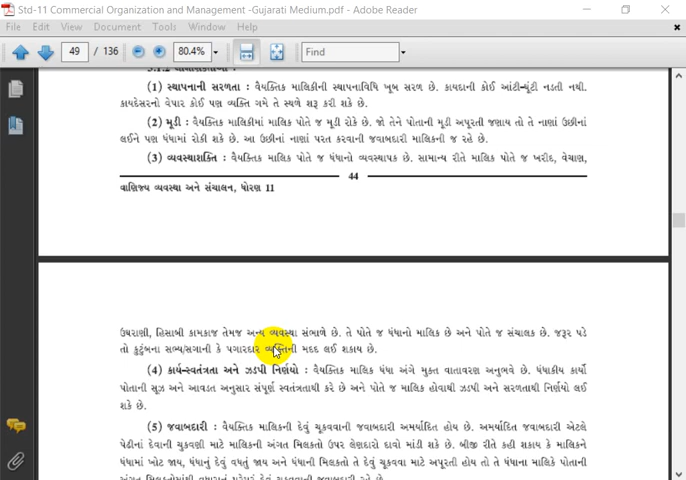 Std-11 Commercial Organization and Management -Gujarati Medium.pdf - Adobe Reader
File Edit View Document Tools Window Help
49 / 136 80.4% Find
(1) સ્થાપનાની સરળતા : વૈયક્તિક માલિકીની સ્થાપનાવિધિ ખૂબ સરળ છે. કાયદાની કોઈ આંટીઘૂંટી નડતી નથી.
કાયદેસરનો વેપાર કોઈ પણ વ્યક્તિ ગમે તે સ્થળે શરૂ કરી શકે છે.
(2) મૂડી : વૈયક્તિક માલિકીમાં માલિક પોતે જ મૂડી રોકે છે. જો તેને પોતાની મૂડી અપૂરતી જણાય તો તે નાણાં ઉછીનાં
લઈને પણ ધંધામાં રોકી શકે છે. આ ઉછીનાં નાણાં પરત કરવાની જવાબદારી માલિકની જ રહે છે.
(3) વ્યવસ્થાશક્તિ : વૈયક્તિક માલિક પોતે જ ધંધાનો વ્યવસ્થાપક છે. સામાન્ય રીતે માલિક પોતે જ ખરીદ, વેચાણ,
44
વાણિજ્ય વ્યવસ્થા અને સંચાલન, ધોરણ 11
ઉઘરાણી, હિસાબી કામકાજ તેમજ અન્ય વ્યવસ્થા સંભાળે છે. તે પોતે જ ધંધાનો માલિક છે અને પોતે જ સંચાલક છે. જરૂર પડે
તો કુટુંબના સભ્ય/સગાની કે પગારદાર વ્યક્તિની મદદ લઈ શકાય છે.
(4) કાર્ય-સ્વતંત્રતા અને ઝડપી નિર્ણયો : વૈયક્તિક માલિક ધંધા અંગે મુક્ત વાતાવરણ અનુભવે છે. ધંધાકીય કાર્યો
પોતાની સૂઝ અને આવડત અનુસાર સંપૂર્ણ સ્વતંત્રતાથી કરે છે અને પોતે જ માલિક હોવાથી ઝડપી અને સરળતાથી નિર્ણયો લઈ
શકે છે.
(5) જવાબદારી : વૈયક્તિક માલિકની દેવું ચૂકવવાની જવાબદારી અમર્યાદિત હોય છે. અમર્યાદિત જવાબદારી એટલે
પેઢીનાં દેવાની ચુકવણી માટે માલિકની અંગત મિલકતો ઉપર લેણદારો દાવો માંડી શકે છે. બીજી રીતે કહી શકાય કે માલિકને
ધંધામાં ખોટ જાય, ધંધાનું દેવું વધતું જાય અને ધંધાની મિલકતો તે દેવું ચૂકવવા માટે અપૂરતી હોય તો તે ધંધાના માલિકે પોતાની